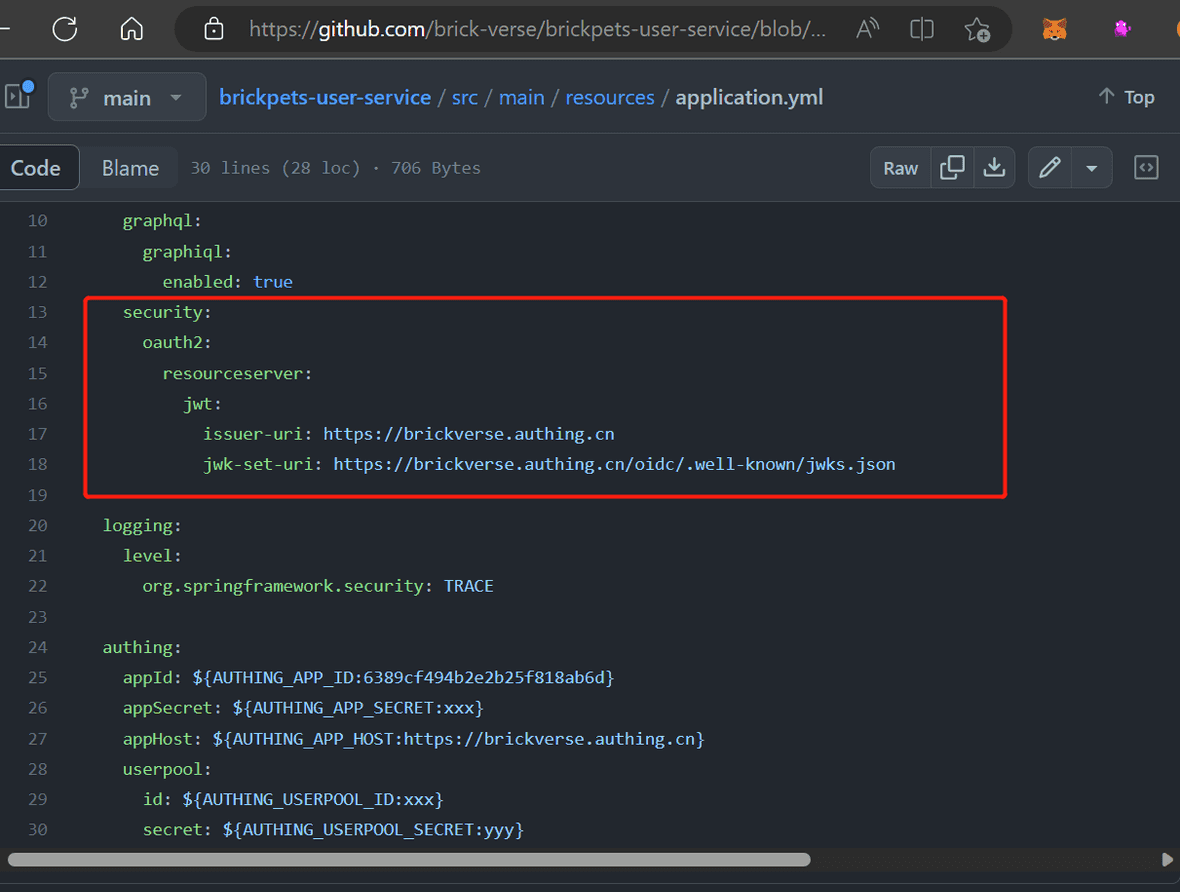 https://github.com/brick-verse/brickpets-user-service/blob/...
main brickpets-user-service / src / main / resources / application.yml Top
Code Blame 30 lines (28 loc) · 706 Bytes Raw
10 graphql:
11 graphiql:
12 enabled: true
13 security:
14 oauth2:
15 resourceserver:
16 jwt:
17 issuer-uri: https://brickverse.authing.cn
18 jwk-set-uri: https://brickverse.authing.cn/oidc/.well-known/jwks.json
19
20 logging:
21 level:
22 org.springframework.security: TRACE
23
24 authing:
25 appId: ${AUTHING_APP_ID:6389cf494b2e2b25f818ab6d}
26 appSecret: ${AUTHING_APP_SECRET:xxx}
27 appHost: ${AUTHING_APP_HOST:https://brickverse.authing.cn}
28 userpool:
29 id: ${AUTHING_USERPOOL_ID:xxx}
30 secret: ${AUTHING_USERPOOL_SECRET:yyy}